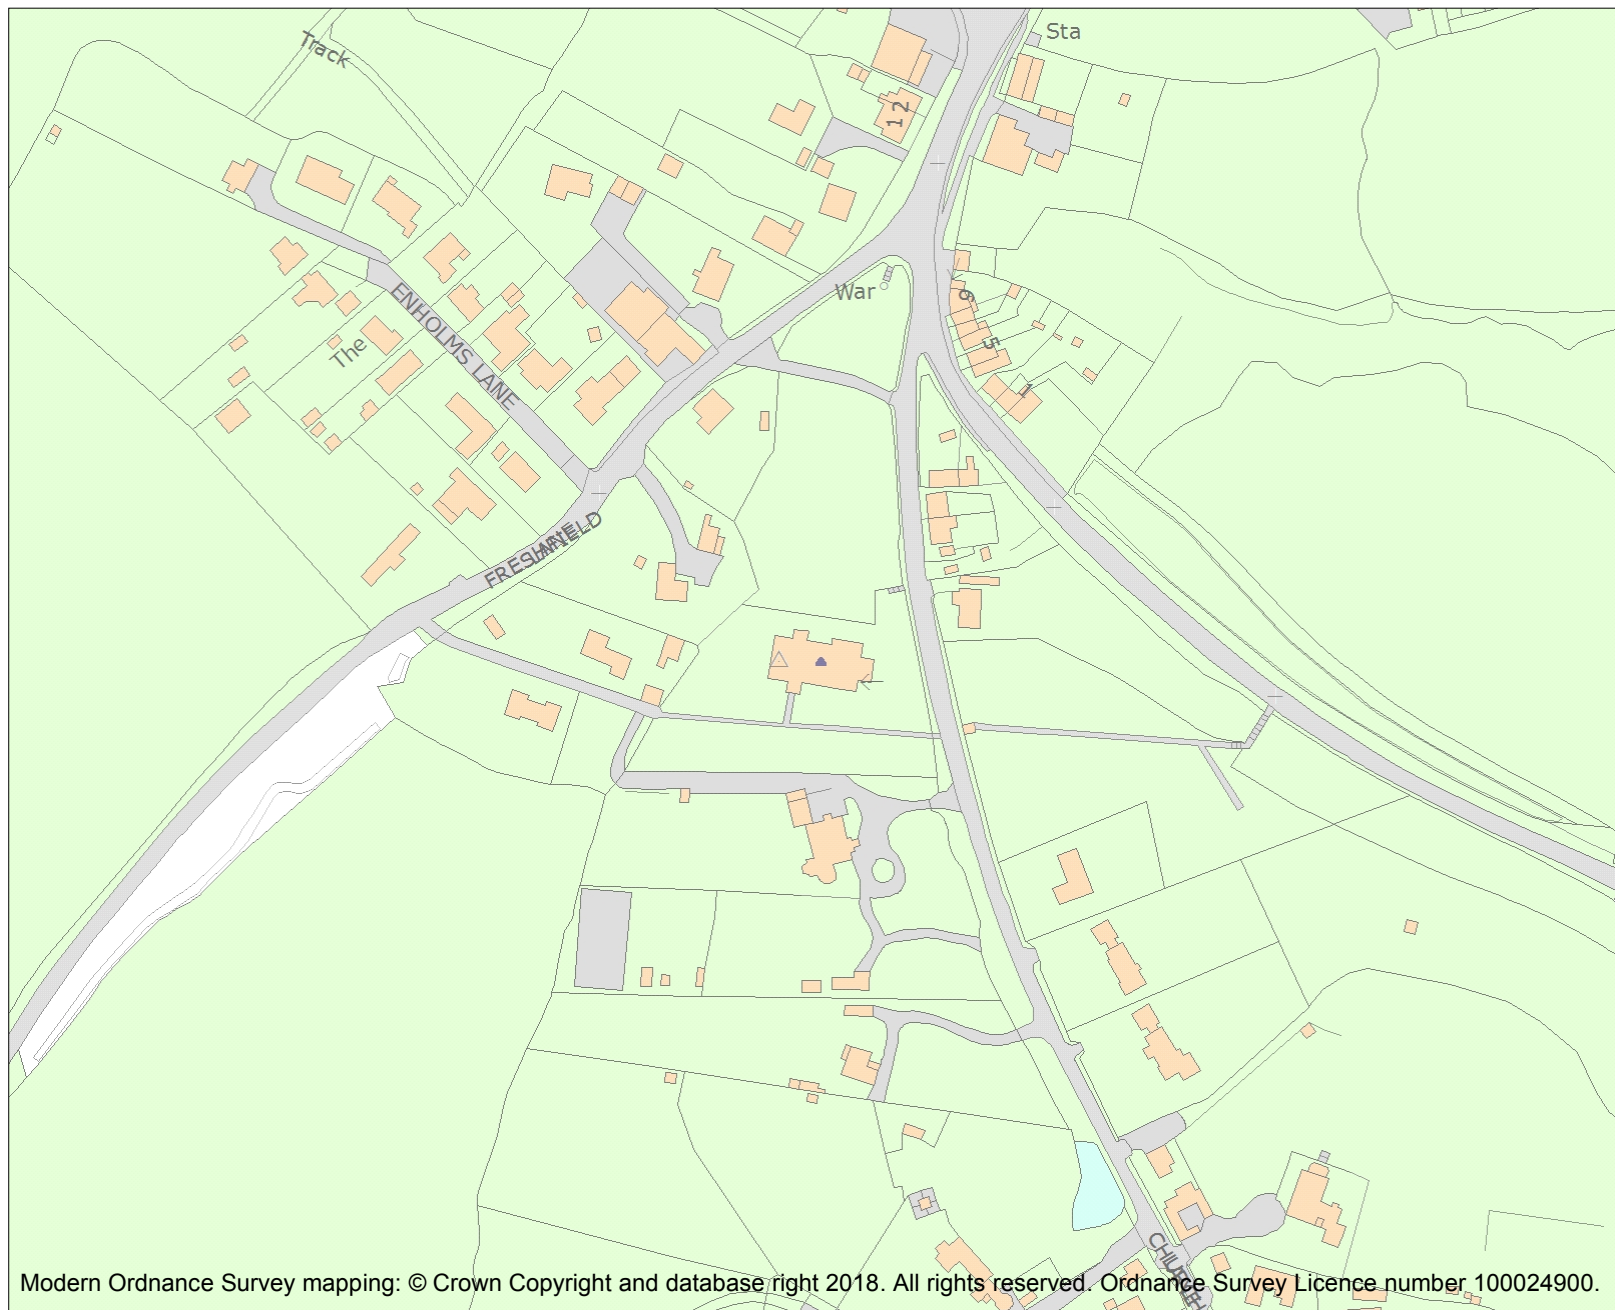 Track
Sta
12
War
6
5
1
The
ENHOLMS LANE
FRESHFIELD
LANE
Modern Ordnance Survey mapping: © Crown Copyright and database right 2018. All rights reserved. Ordnance Survey Licence number 100024900.